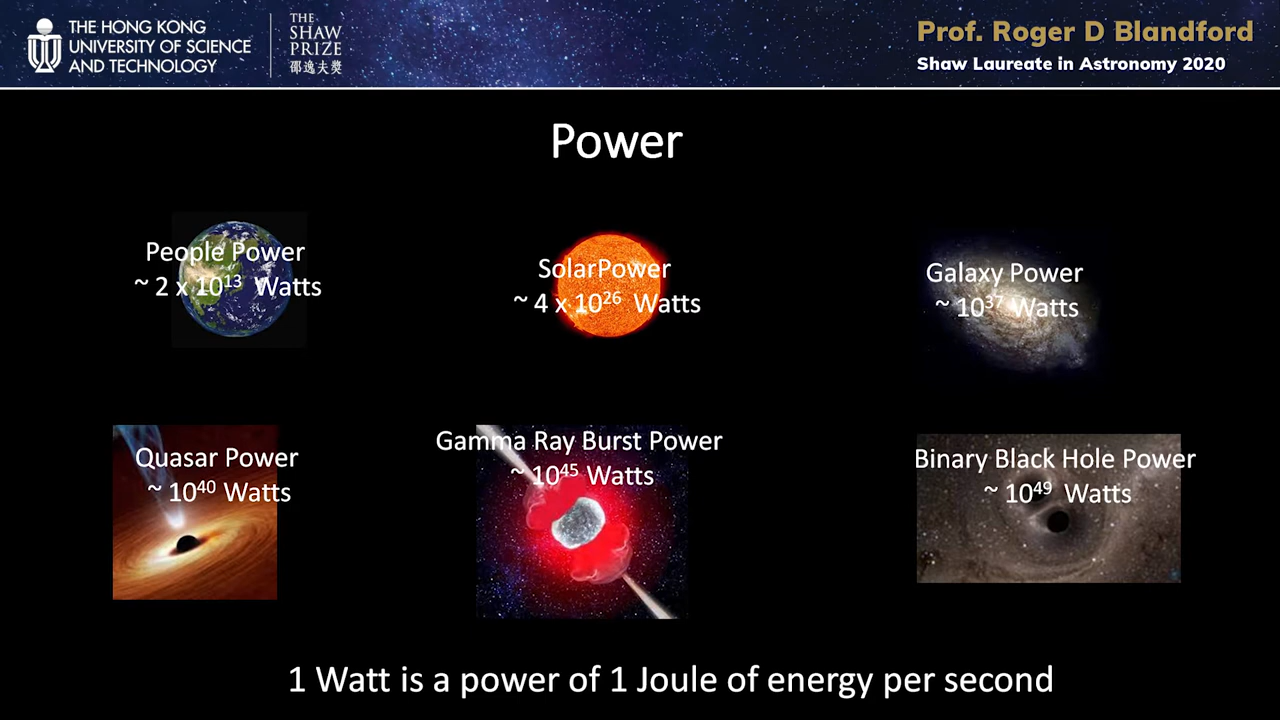 THE HONG KONG
UNIVERSITY OF SCIENCE
AND TECHNOLOGY
THE
SHAW
PRIZE
邵逸夫獎
Prof. Roger D Blandford
Shaw Laureate in Astronomy 2020
Power
People Power
~ 2 x 10¹³ Watts
SolarPower
~ 4 x 10²⁶ Watts
Galaxy Power
~ 10³⁷ Watts
Quasar Power
~ 10⁴⁰ Watts
Gamma Ray Burst Power
~ 10⁴⁵ Watts
Binary Black Hole Power
~ 10⁴⁹ Watts
1 Watt is a power of 1 Joule of energy per second